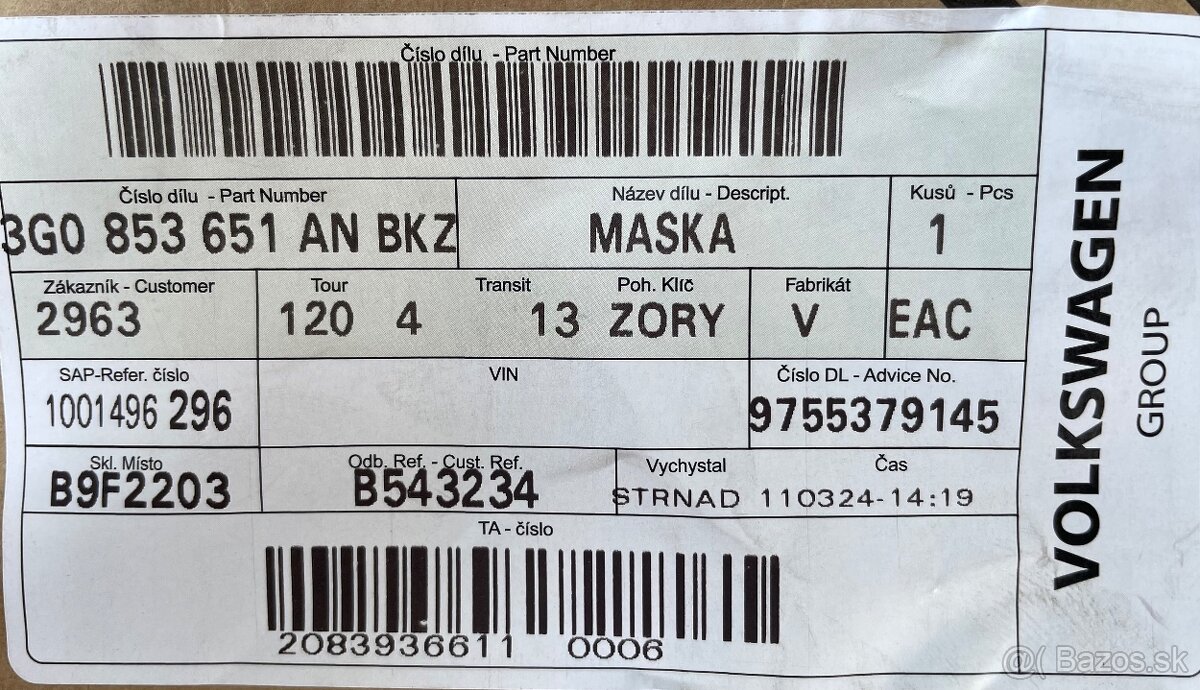 Číslo dílu - Part Number
Číslo dílu - Part Number
3G0 853 651 AN BKZ
Název dílu - Descript.
MASKA
Kusů - Pcs
1
Zákazník - Customer
2963
Tour
120 4
Transit
13
Poh. Klíč
ZORY
Fabrikát
V
EAC
SAP-Refer. číslo
1001496 296
VIN
Číslo DL - Advice No.
9755379145
Skl. Místo
B9F2203
Odb. Ref. - Cust. Ref.
B543234
Vychystal
STRNAD
Čas
110324-14:19
TA - číslo
2083936611 0006
VOLKSWAGEN
GROUP
@( Bazos.sk